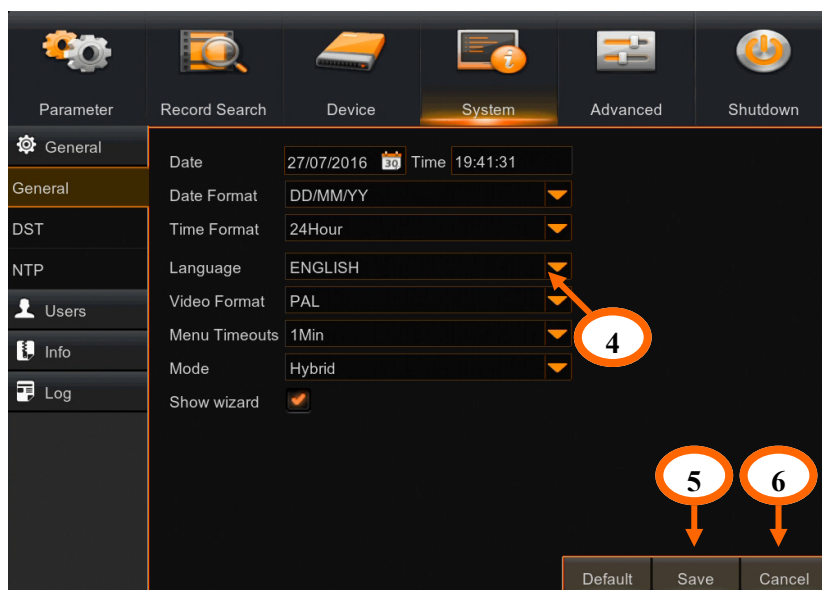 Parameter Record Search Device System Advanced Shutdown
General
General
DST
NTP
Users
Info
Log
Date 27/07/2016 30 Time 19:41:31
Date Format DD/MM/YY
Time Format 24Hour
Language ENGLISH
Video Format PAL
Menu Timeouts 1Min
Mode Hybrid
Show wizard
4
5 6
Default Save Cancel